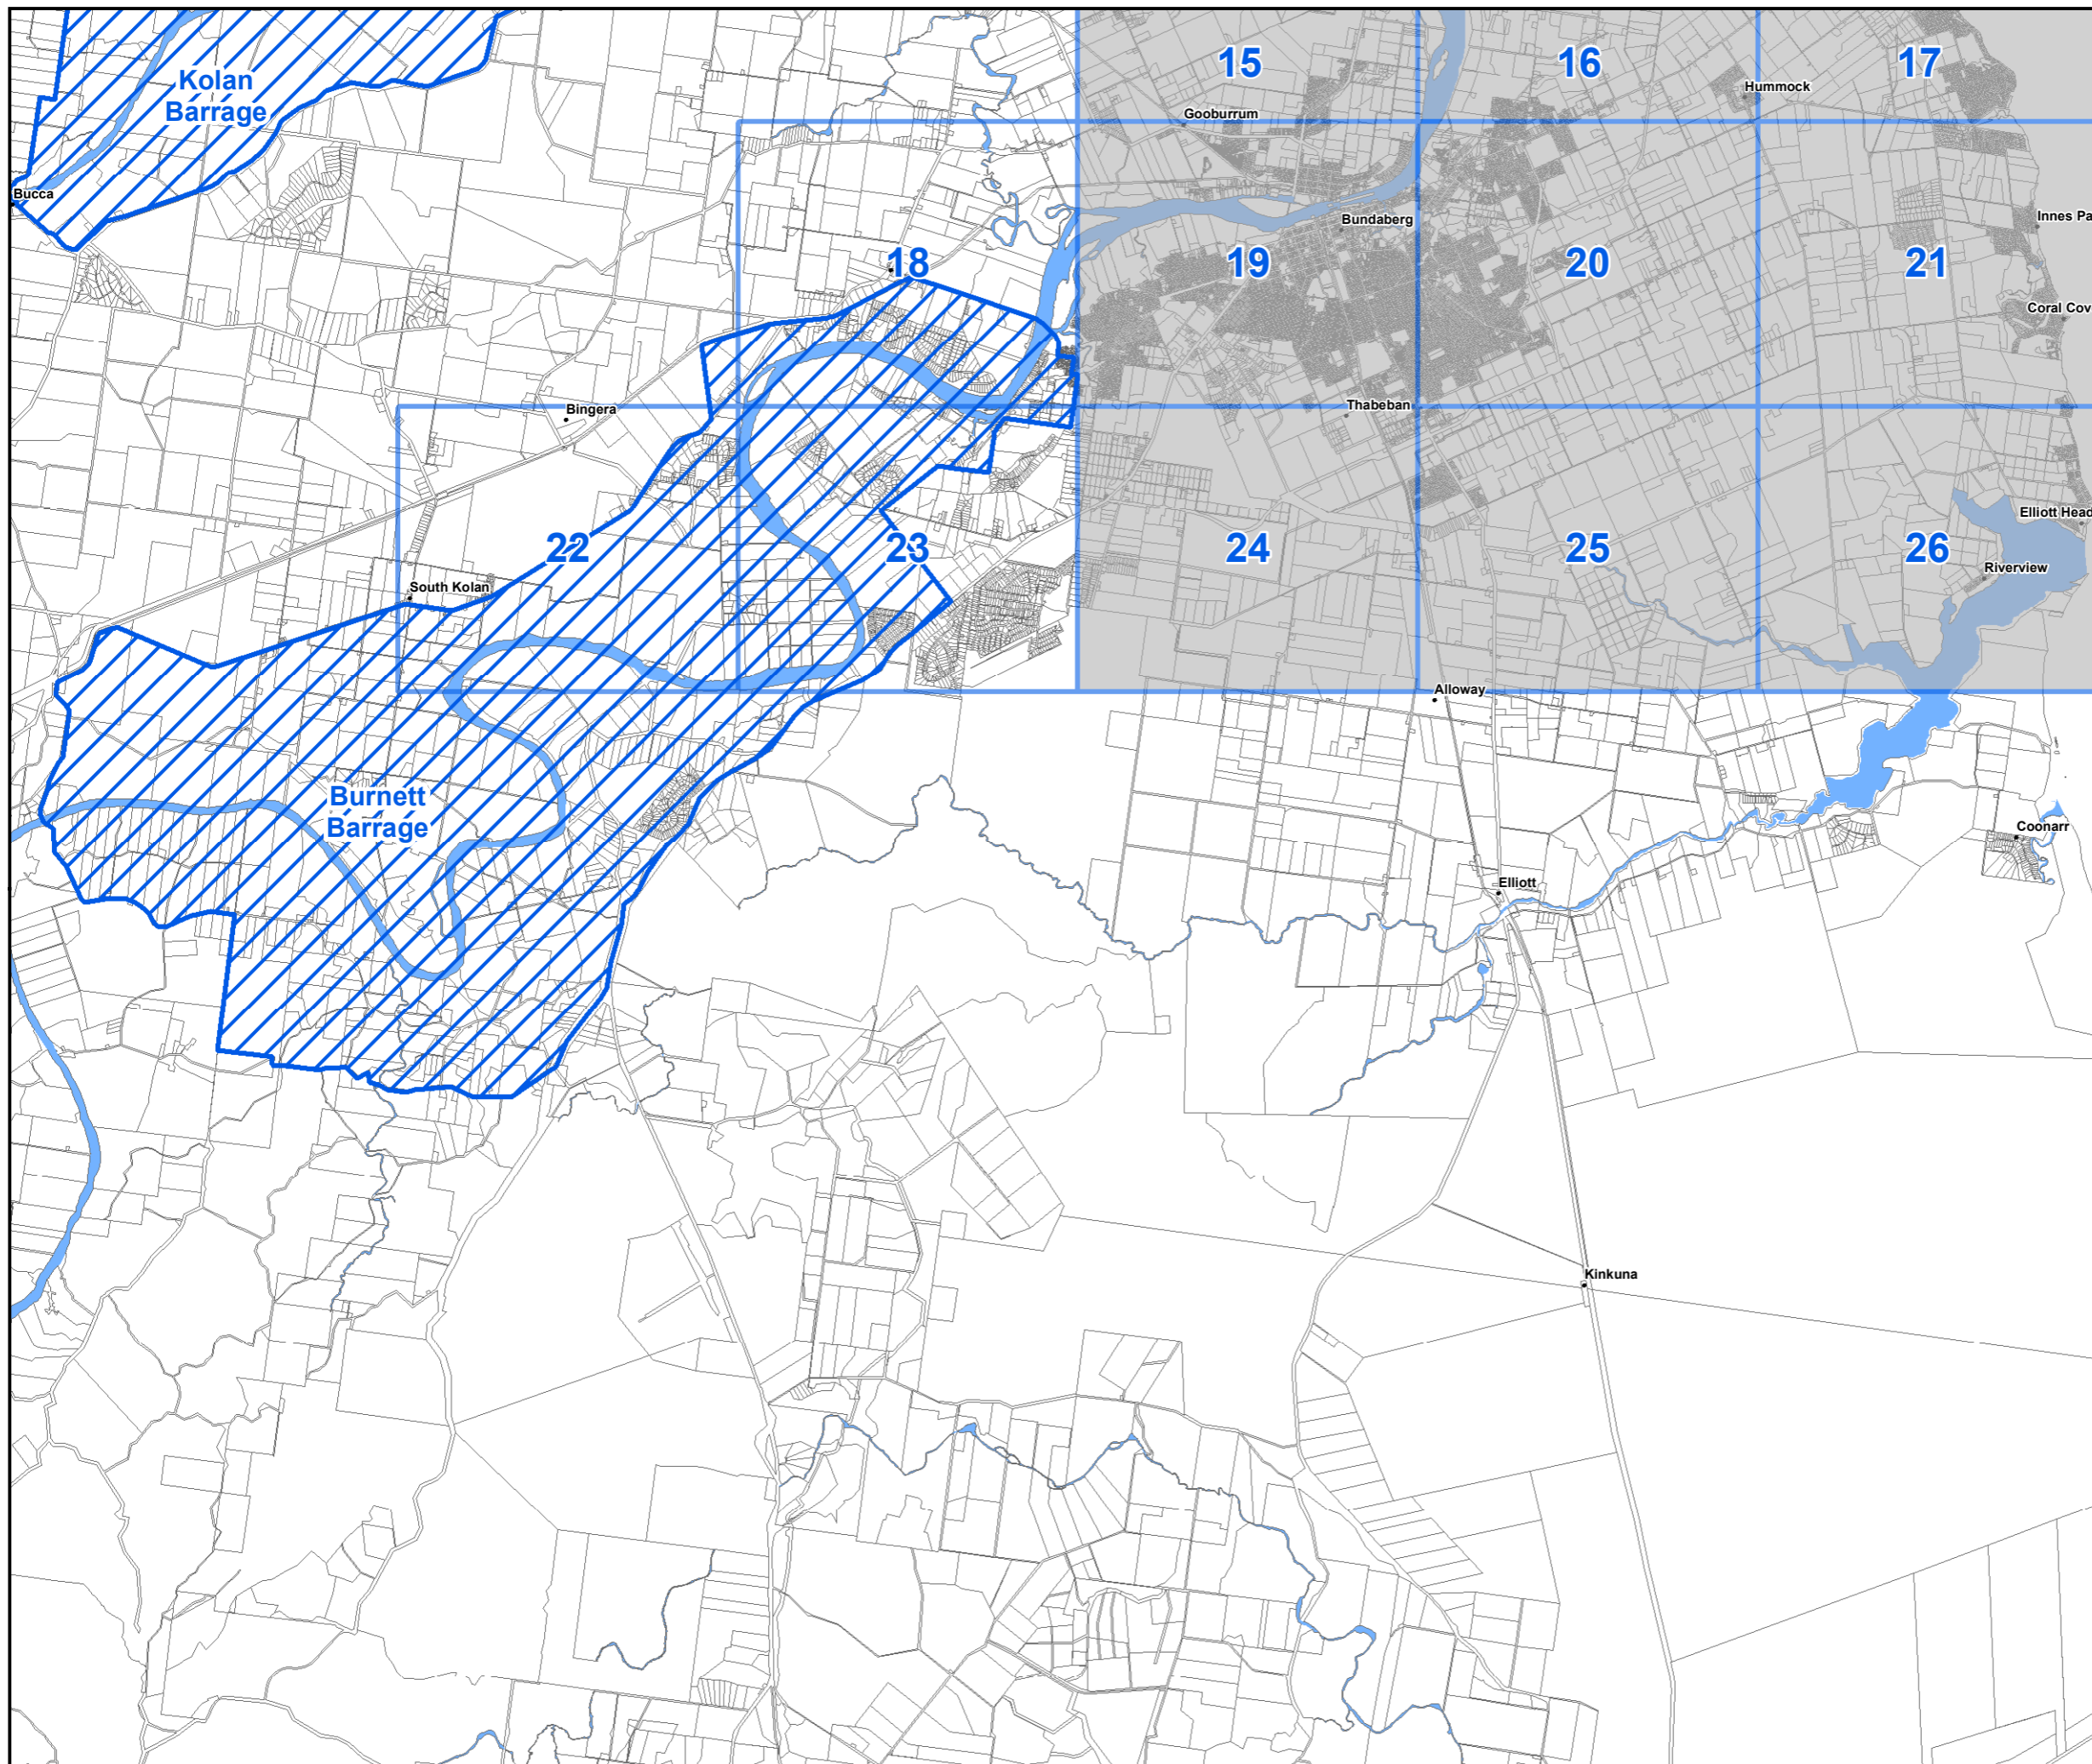 15
16
17
Kolan
Barrage
Hummock
Gooburrum
Bucca
Bundaberg
Innes Pa
18
19
20
21
Coral Cov
Bingera
Thabeban
Elliott Head
22
23
24
25
26
Riverview
South Kolan
Alloway
Burnett
Barrage
Coonarr
Elliott
Kinkuna